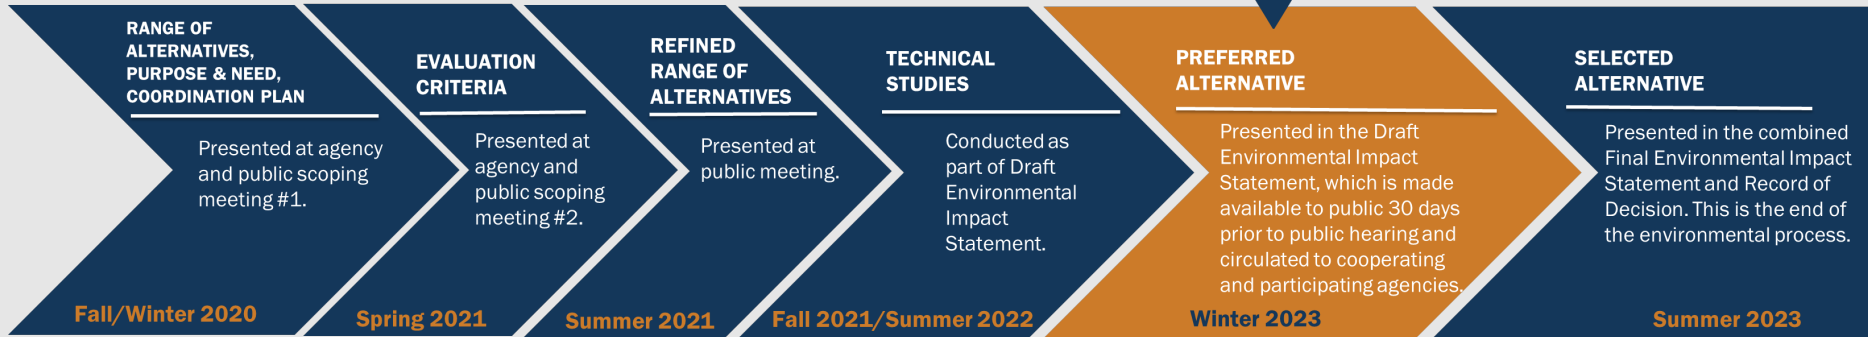 RANGE OF
ALTERNATIVES,
PURPOSE & NEED,
COORDINATION PLAN
Presented at agency
and public scoping
meeting #1.
Fall/Winter 2020
EVALUATION
CRITERIA
Presented at
agency and
public scoping
meeting #2.
Spring 2021
REFINED
RANGE OF
ALTERNATIVES
Presented at
public meeting.
Summer 2021
TECHNICAL
STUDIES
Conducted as
part of Draft
Environmental
Impact
Statement.
Fall 2021/Summer 2022
PREFERRED
ALTERNATIVE
Presented in the Draft
Environmental Impact
Statement, which is made
available to public 30 days
prior to public hearing and
circulated to cooperating
and participating agencies.
Winter 2023
SELECTED
ALTERNATIVE
Presented in the combined
Final Environmental Impact
Statement and Record of
Decision. This is the end of
the environmental process.
Summer 2023